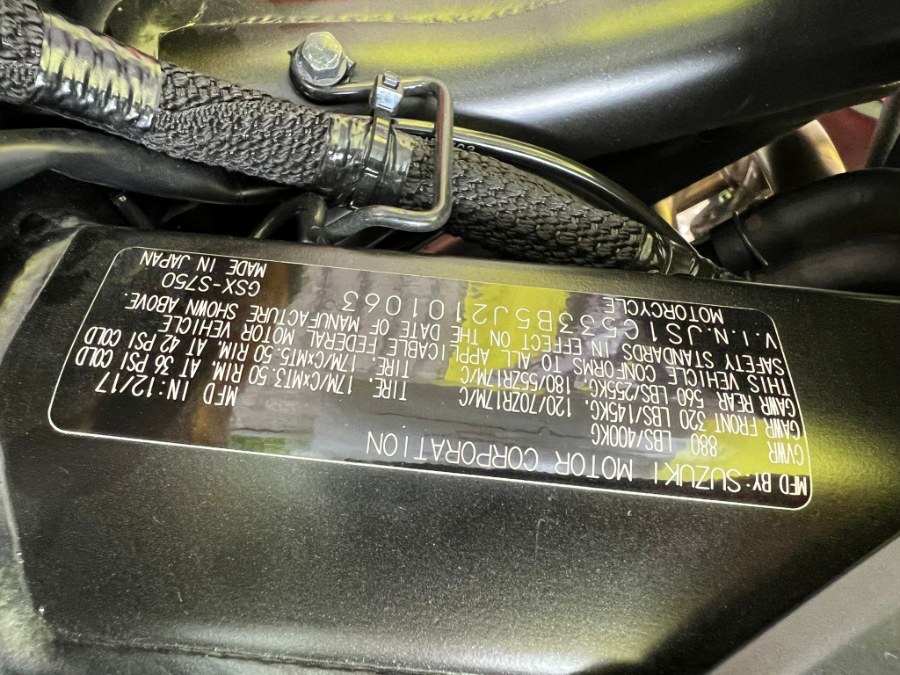 MFD BY: SUZUKI MOTOR CORPORATION
GVWR 880 LBS/400KG MFD IN: 12/17
GAWR FRONT 320 LBS/145KG 120/70ZR17M/C TIRE. 17M/CxMT3.50 RIM. AT 36 PSI COLD
GAWR REAR 560 LBS/255KG 180/55ZR17M/C TIRE. 17M/CxMT5.50 RIM. AT 42 PSI COLD
THIS VEHICLE CONFORMS TO ALL APPLICABLE FEDERAL MOTOR VEHICLE
SAFETY STANDARDS IN EFFECT ON THE DATE OF MANUFACTURE SHOWN ABOVE.
V.I.N. JS1C533B5J2101063 GSX-S750
MOTORCYCLE MADE IN JAPAN